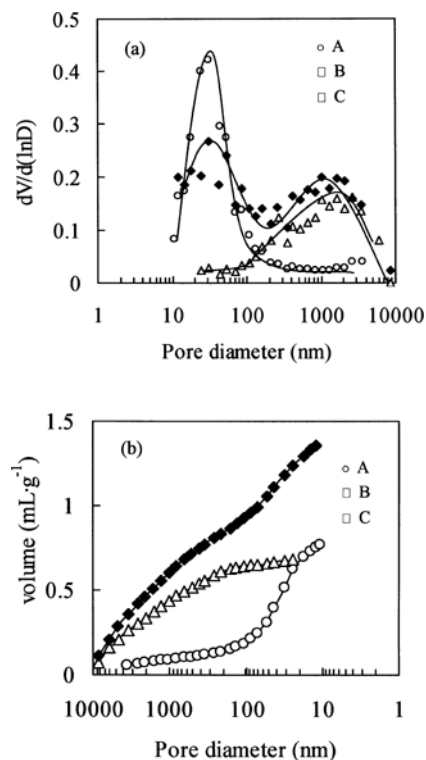 (a)
○ A
□ B
□ C
dV/d(lnD)
0.5
0.4
0.3
0.2
0.1
0
1 10 100 1000 10000
Pore diameter (nm)
(b)
○ A
□ B
□ C
volume (mL·g⁻¹)
1.5
1
0.5
0
10000 1000 100 10 1
Pore diameter (nm)